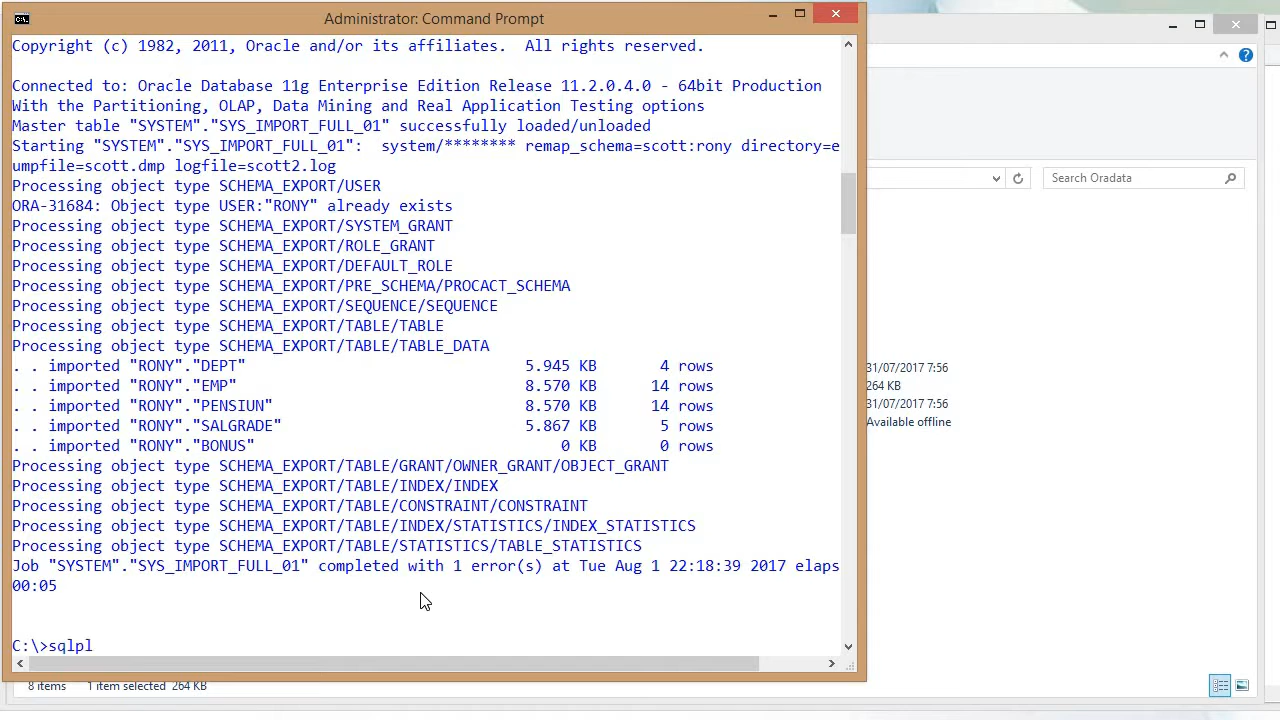 Administrator: Command Prompt
Copyright (c) 1982, 2011, Oracle and/or its affiliates.  All rights reserved.
Connected to: Oracle Database 11g Enterprise Edition Release 11.2.0.4.0 - 64bit Production
With the Partitioning, OLAP, Data Mining and Real Application Testing options
Master table "SYSTEM"."SYS_IMPORT_FULL_01" successfully loaded/unloaded
Starting "SYSTEM"."SYS_IMPORT_FULL_01":  system/******** remap_schema=scott:rony directory=e
umpfile=scott.dmp logfile=scott2.log
Processing object type SCHEMA_EXPORT/USER
ORA-31684: Object type USER:"RONY" already exists
Processing object type SCHEMA_EXPORT/SYSTEM_GRANT
Processing object type SCHEMA_EXPORT/ROLE_GRANT
Processing object type SCHEMA_EXPORT/DEFAULT_ROLE
Processing object type SCHEMA_EXPORT/PRE_SCHEMA/PROCACT_SCHEMA
Processing object type SCHEMA_EXPORT/SEQUENCE/SEQUENCE
Processing object type SCHEMA_EXPORT/TABLE/TABLE
Processing object type SCHEMA_EXPORT/TABLE/TABLE_DATA
. . imported "RONY"."DEPT" 5.945 KB 4 rows
. . imported "RONY"."EMP" 8.570 KB 14 rows
. . imported "RONY"."PENSIUN" 8.570 KB 14 rows
. . imported "RONY"."SALGRADE" 5.867 KB 5 rows
. . imported "RONY"."BONUS" 0 KB 0 rows
Processing object type SCHEMA_EXPORT/TABLE/GRANT/OWNER_GRANT/OBJECT_GRANT
Processing object type SCHEMA_EXPORT/TABLE/INDEX/INDEX
Processing object type SCHEMA_EXPORT/TABLE/CONSTRAINT/CONSTRAINT
Processing object type SCHEMA_EXPORT/TABLE/INDEX/STATISTICS/INDEX_STATISTICS
Processing object type SCHEMA_EXPORT/TABLE/STATISTICS/TABLE_STATISTICS
Job "SYSTEM"."SYS_IMPORT_FULL_01" completed with 1 error(s) at Tue Aug 1 22:18:39 2017 elaps
00:05
C:\>sqlpl
Search Oradata
31/07/2017 7:56
264 KB
31/07/2017 7:56
Available offline
8 items 1 item selected 264 KB